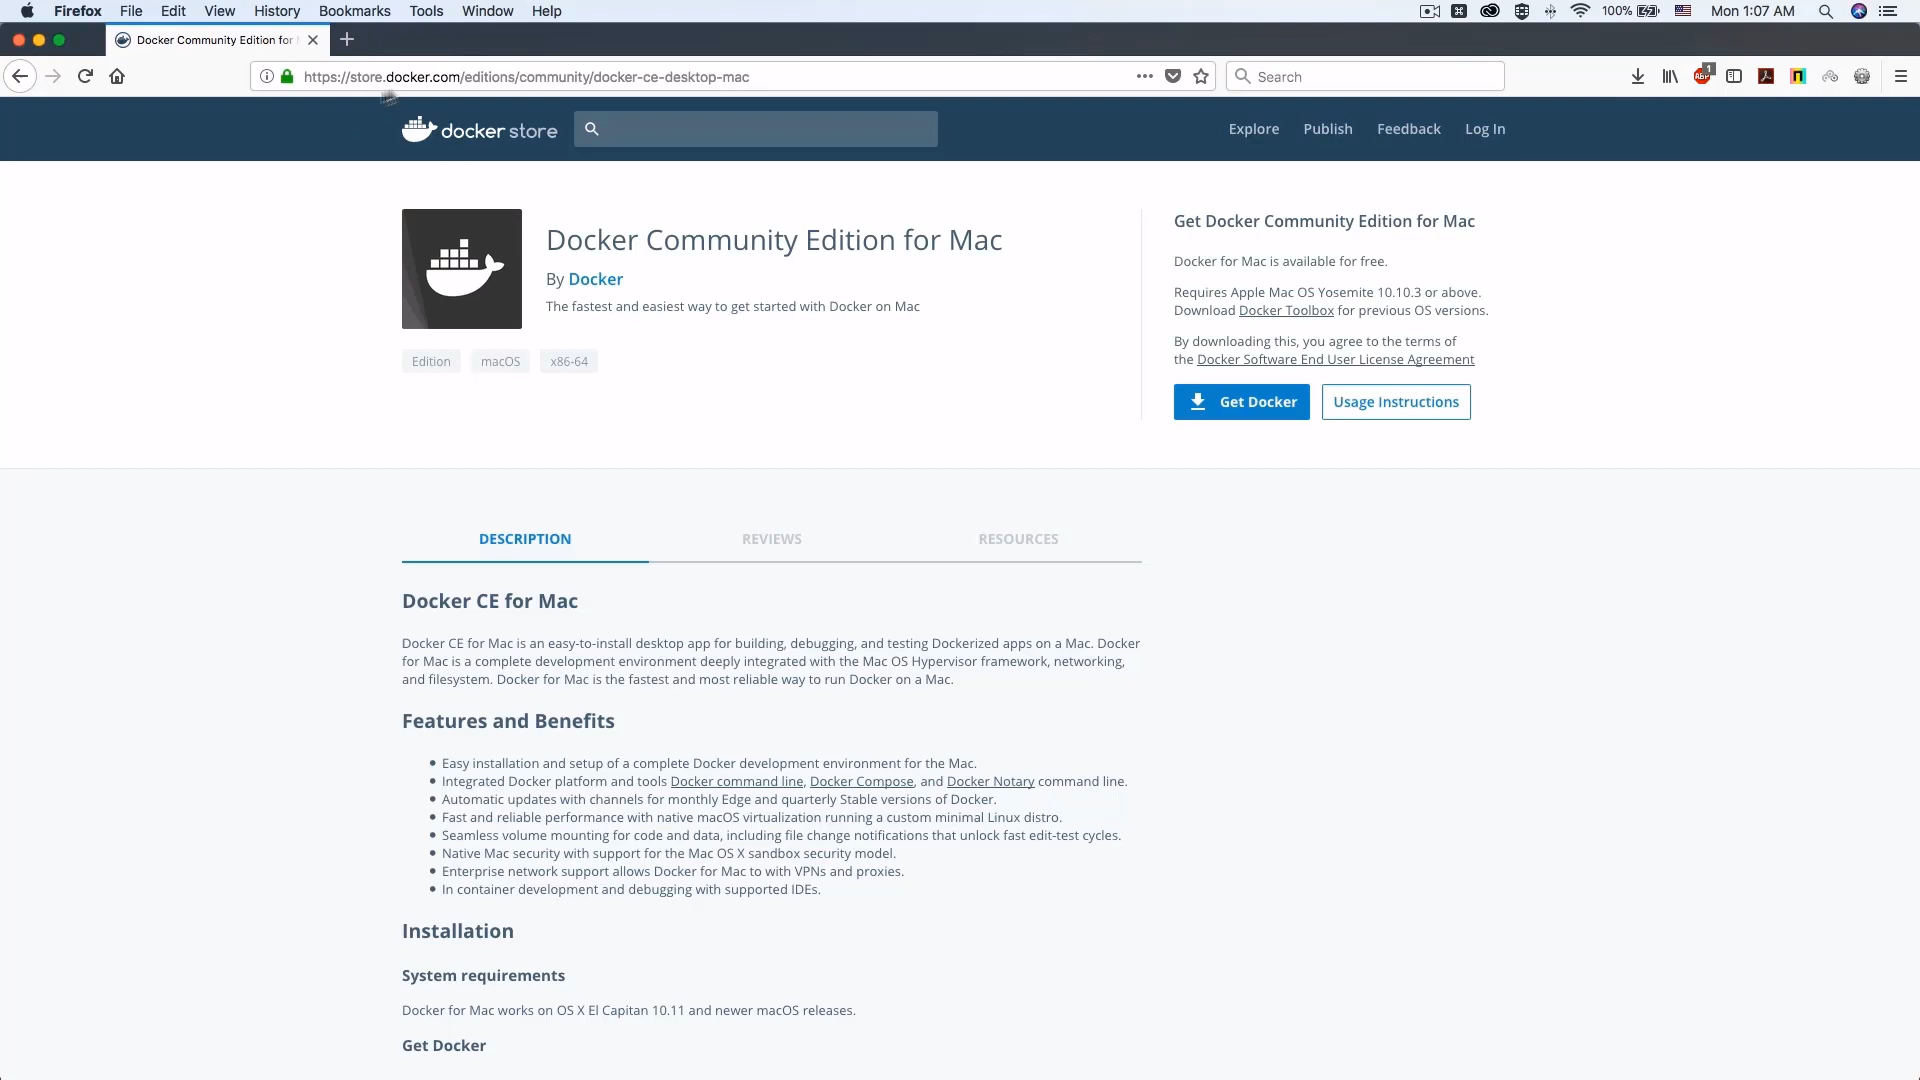 Firefox File Edit View History Bookmarks Tools Window Help 100% Mon 1:07 AM
Docker Community Edition for
https://store.docker.com/editions/community/docker-ce-desktop-mac Search ABP 1
docker store Explore Publish Feedback Log In
Docker Community Edition for Mac
By Docker
The fastest and easiest way to get started with Docker on Mac
Edition macOS x86-64
Get Docker Community Edition for Mac
Docker for Mac is available for free.
Requires Apple Mac OS Yosemite 10.10.3 or above.
Download Docker Toolbox for previous OS versions.
By downloading this, you agree to the terms of
the Docker Software End User License Agreement
Get Docker Usage Instructions
DESCRIPTION REVIEWS RESOURCES
Docker CE for Mac
Docker CE for Mac is an easy-to-install desktop app for building, debugging, and testing Dockerized apps on a Mac. Docker
for Mac is a complete development environment deeply integrated with the Mac OS Hypervisor framework, networking,
and filesystem. Docker for Mac is the fastest and most reliable way to run Docker on a Mac.
Features and Benefits
Easy installation and setup of a complete Docker development environment for the Mac.
Integrated Docker platform and tools Docker command line, Docker Compose, and Docker Notary command line.
Automatic updates with channels for monthly Edge and quarterly Stable versions of Docker.
Fast and reliable performance with native macOS virtualization running a custom minimal Linux distro.
Seamless volume mounting for code and data, including file change notifications that unlock fast edit-test cycles.
Native Mac security with support for the Mac OS X sandbox security model.
Enterprise network support allows Docker for Mac to with VPNs and proxies.
In container development and debugging with supported IDEs.
Installation
System requirements
Docker for Mac works on OS X El Capitan 10.11 and newer macOS releases.
Get Docker